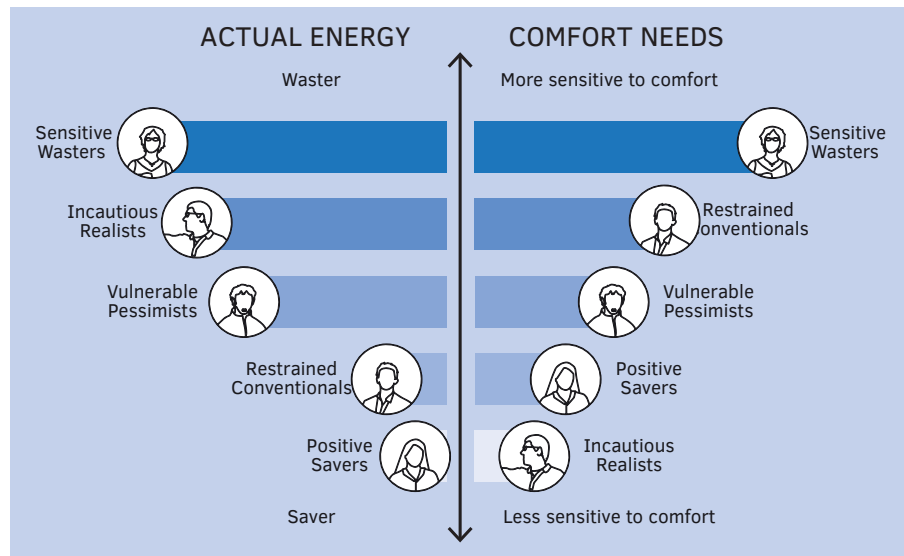 ACTUAL ENERGY
Waster
Sensitive
Wasters
Incautious
Realists
Vulnerable
Pessimists
Restrained
Conventionals
Positive
Savers
Saver
COMFORT NEEDS
More sensitive to comfort
Sensitive
Wasters
Restrained
onventionals
Vulnerable
Pessimists
Positive
Savers
Incautious
Realists
Less sensitive to comfort